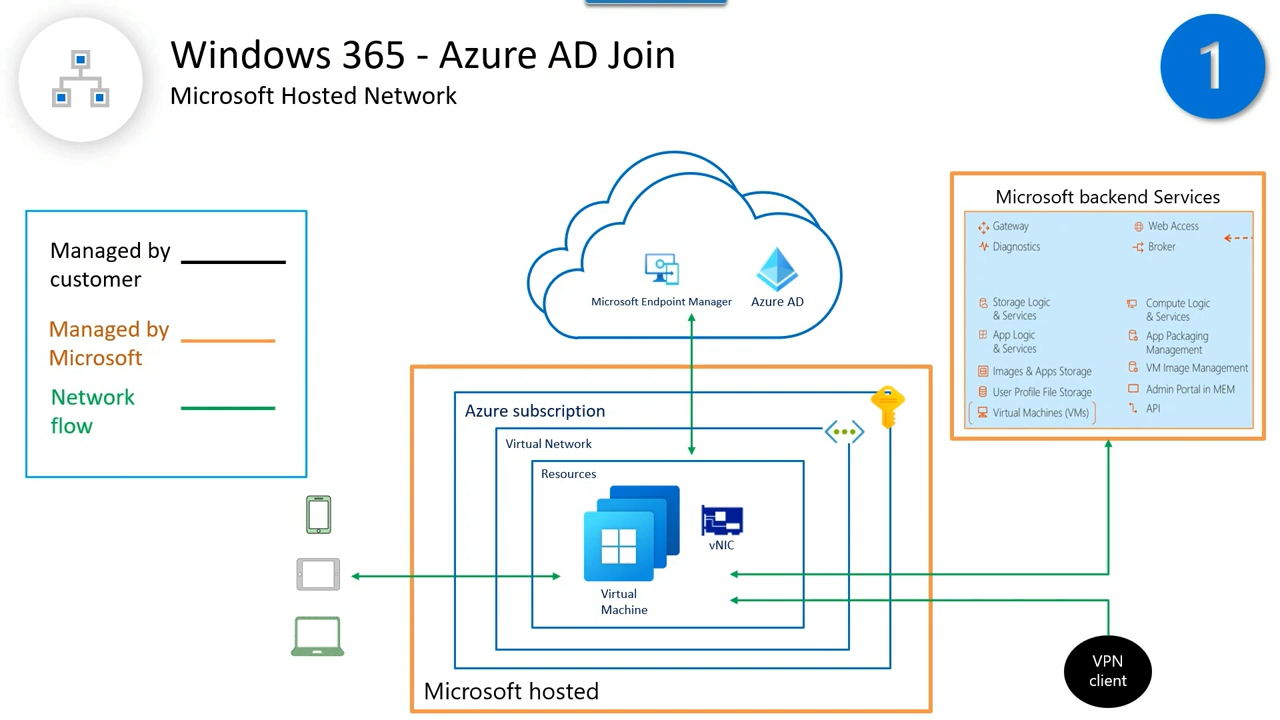 Windows 365 - Azure AD Join
Microsoft Hosted Network
1
Managed by
customer
Managed by
Microsoft
Network
flow
Microsoft Endpoint Manager
Azure AD
Microsoft backend Services
Gateway
Web Access
Diagnostics
Broker
Storage Logic
& Services
Compute Logic
& Services
App Logic
& Services
App Packaging
Management
Images & Apps Storage
VM Image Management
User Profile File Storage
Admin Portal in MEM
Virtual Machines (VMs)
API
Azure subscription
Virtual Network
Resources
vNIC
Virtual
Machine
Microsoft hosted
VPN
client